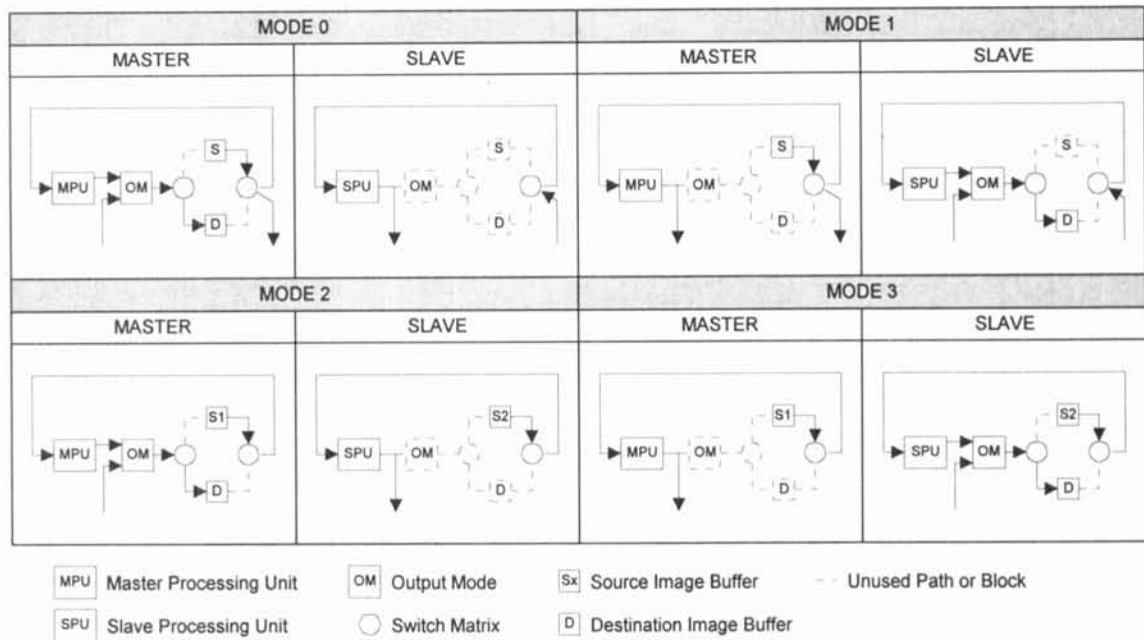 MODE 0 MODE 1
MASTER SLAVE MASTER SLAVE
S S S S
MPU OM SPU OM MPU OM SPU OM
D D D D
MODE 2 MODE 3
MASTER SLAVE MASTER SLAVE
S1 S2 S1 S2
MPU OM SPU OM MPU OM SPU OM
D D D D
MPU Master Processing Unit OM Output Mode Sx Source Image Buffer Unused Path or Block
SPU Slave Processing Unit Switch Matrix D Destination Image Buffer